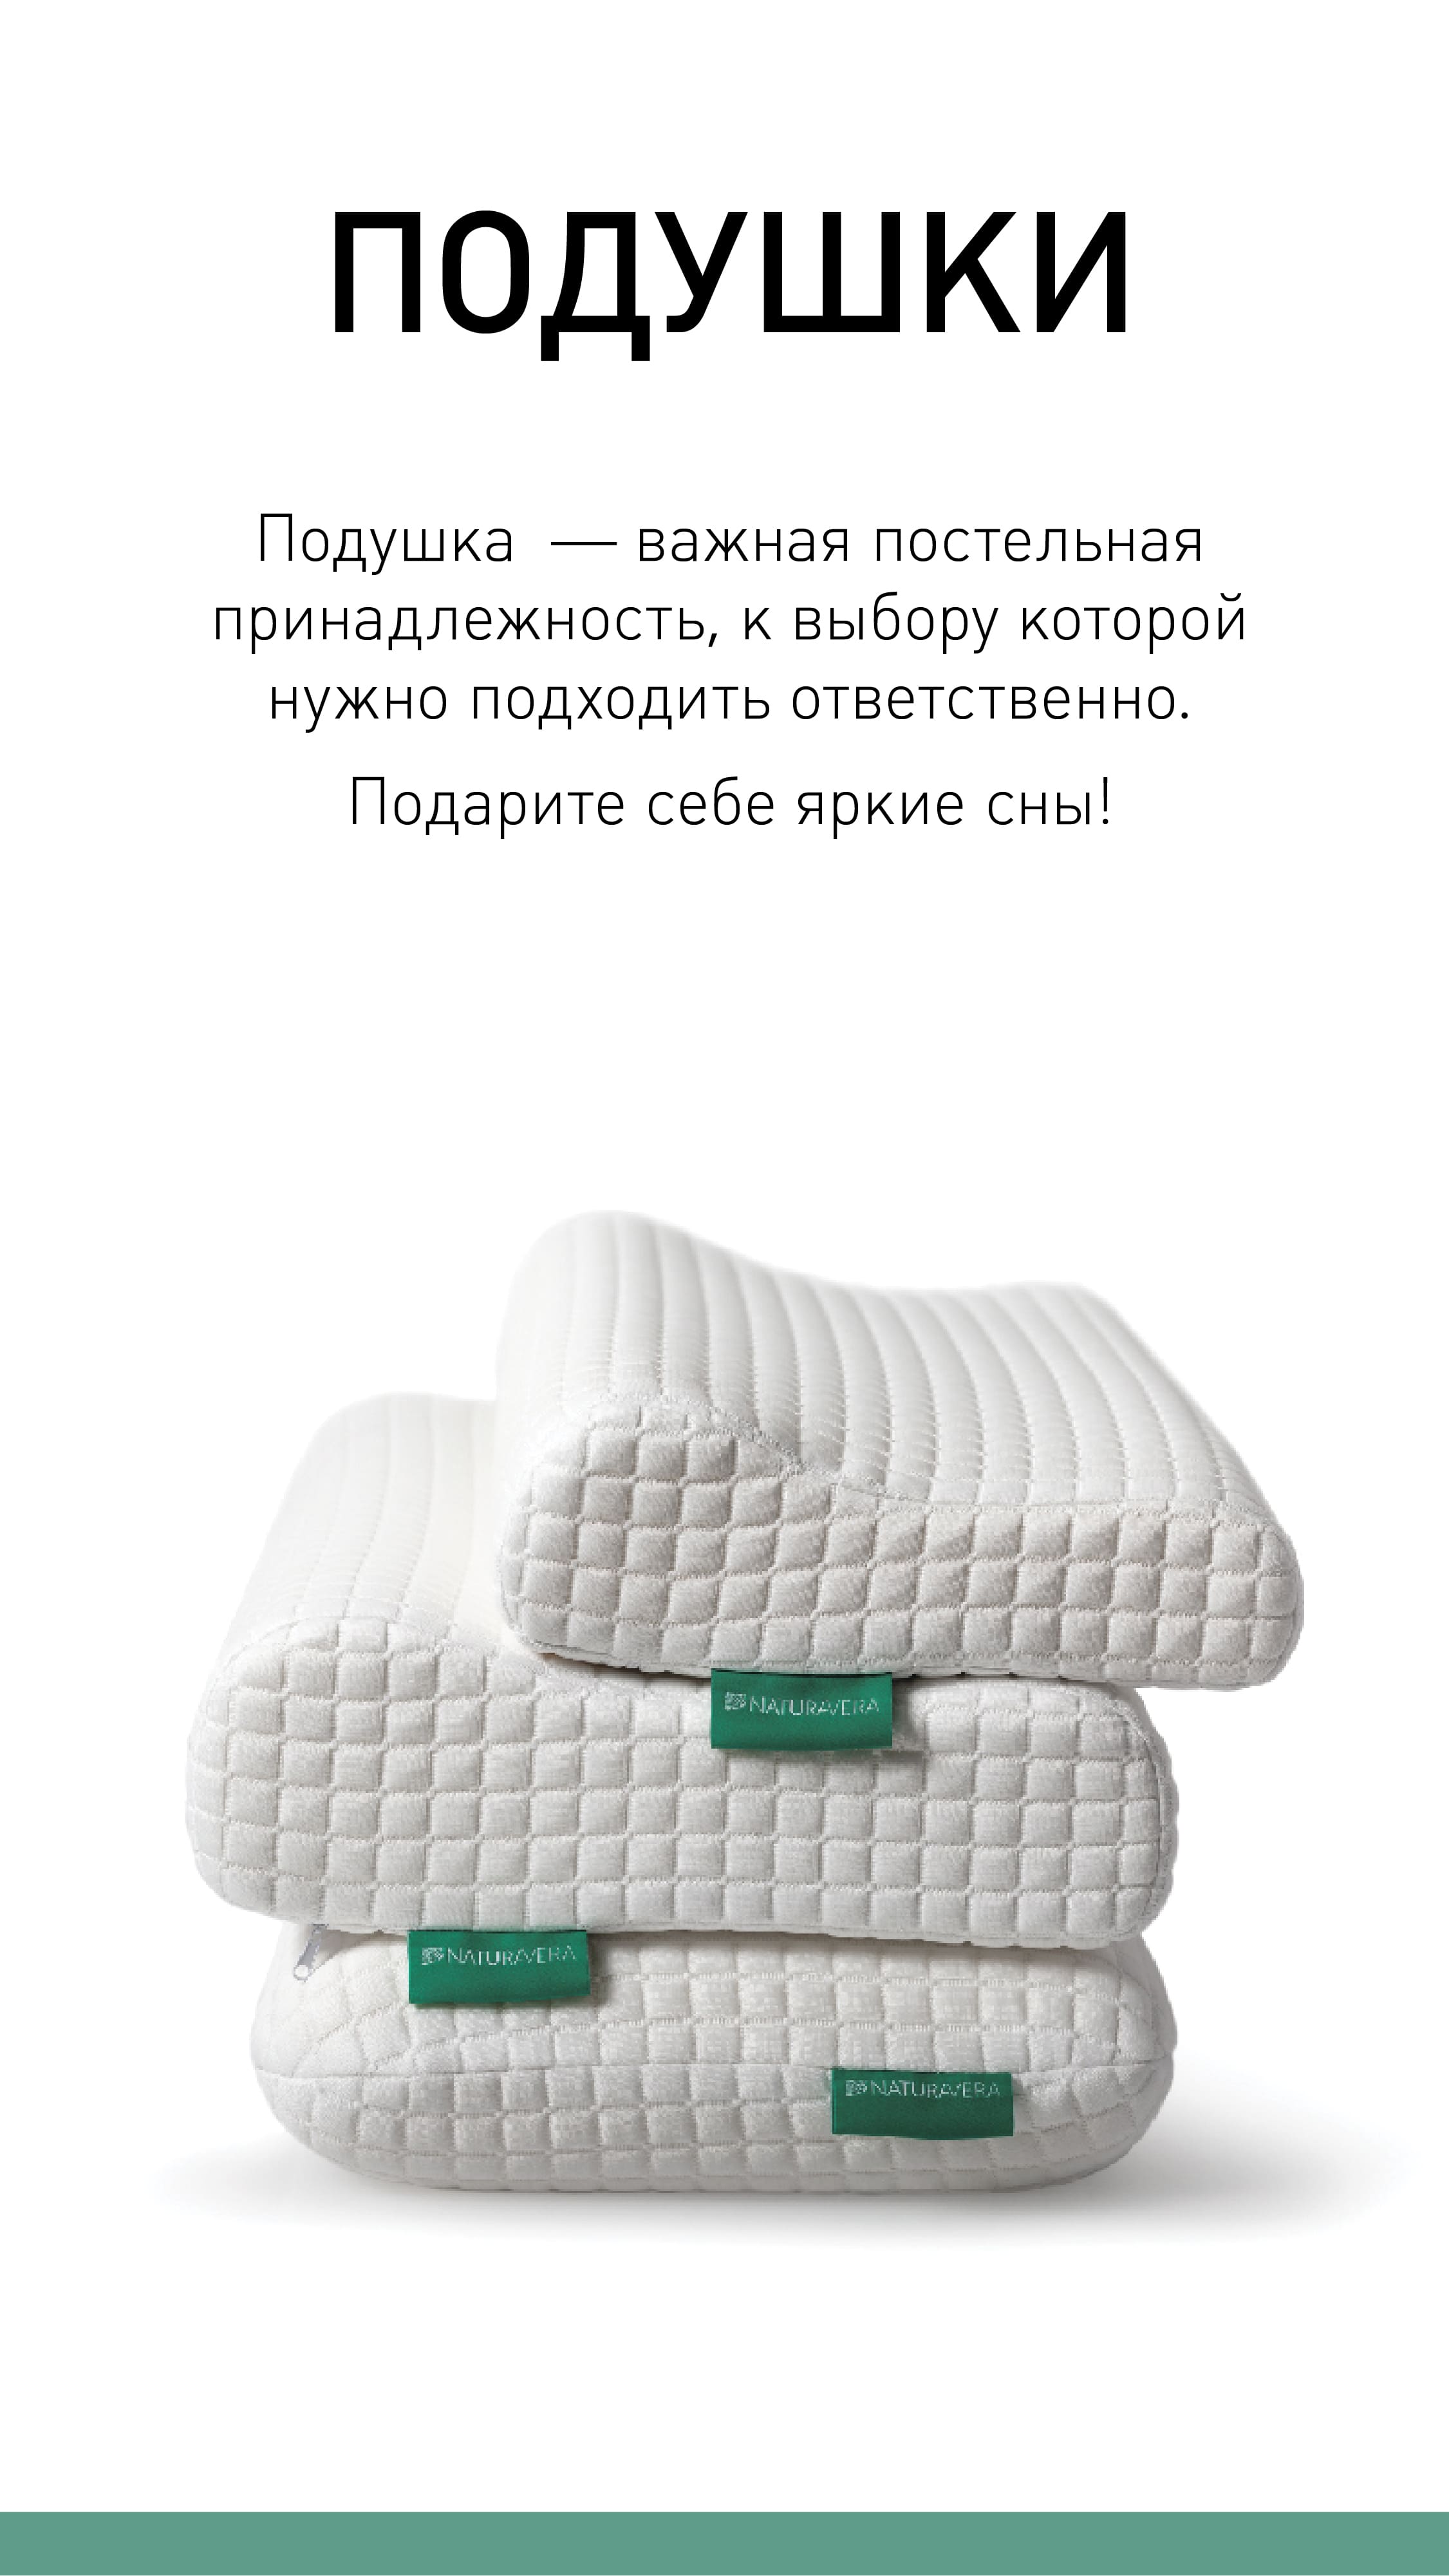 ПОДУШКИ
Подушка — важная постельная
принадлежность, к выбору которой
нужно подходить ответственно.
Подарите себе яркие сны!
NATURAVERA
NATURAVERA
NATURAVERA